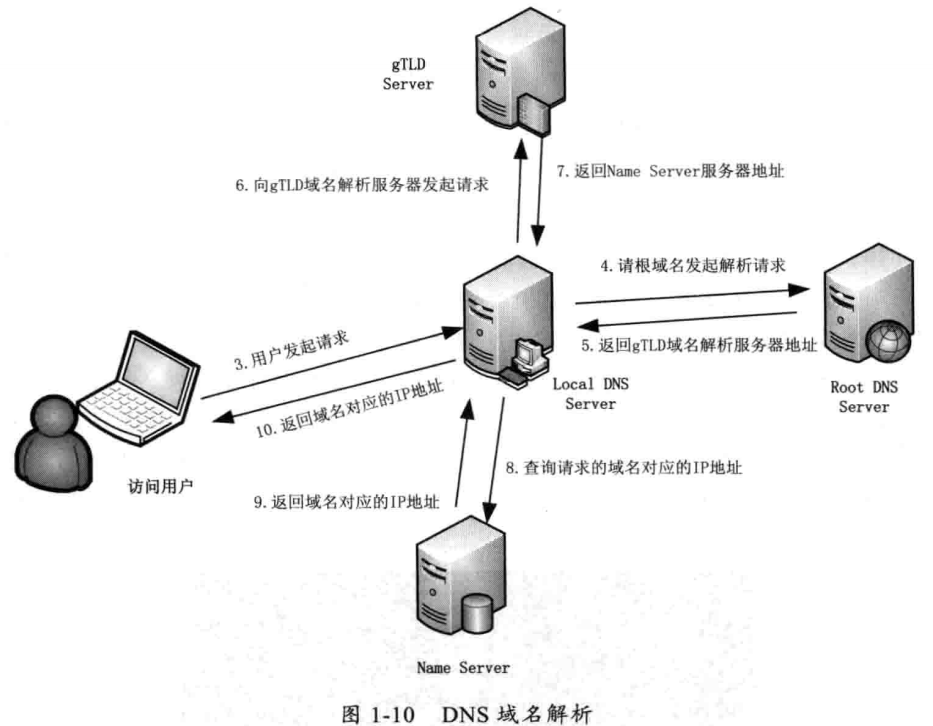 gTLD
Server
6.向gTLD域名解析服务器发起请求
7.返回Name Server服务器地址
4.请根域名发起解析请求
3.用户发起请求
5.返回gTLD域名解析服务器地址
Local DNS
Server
Root DNS
Server
10.返回域名对应的IP地址
8.查询请求的域名对应的IP地址
访问用户
9.返回域名对应的IP地址
Name Server
图 1-10 DNS 域名解析